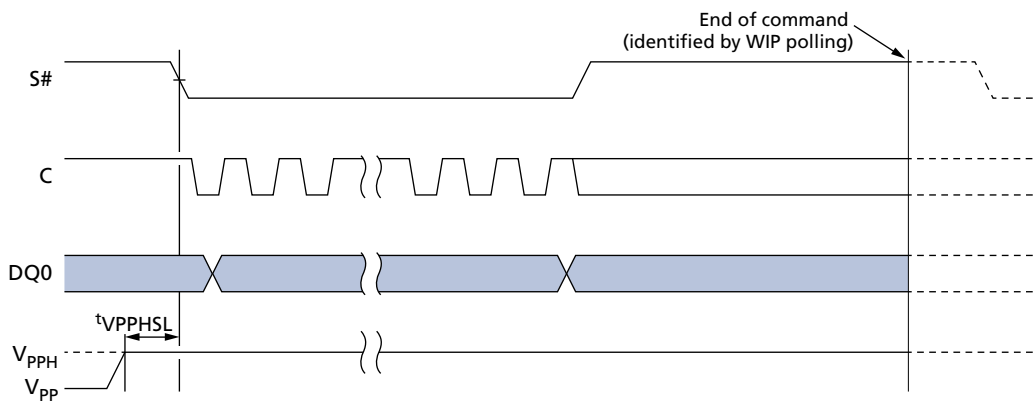 End of command
(identified by WIP polling)
S#
C
DQ0
tVPPHSL
VPPH
VPP